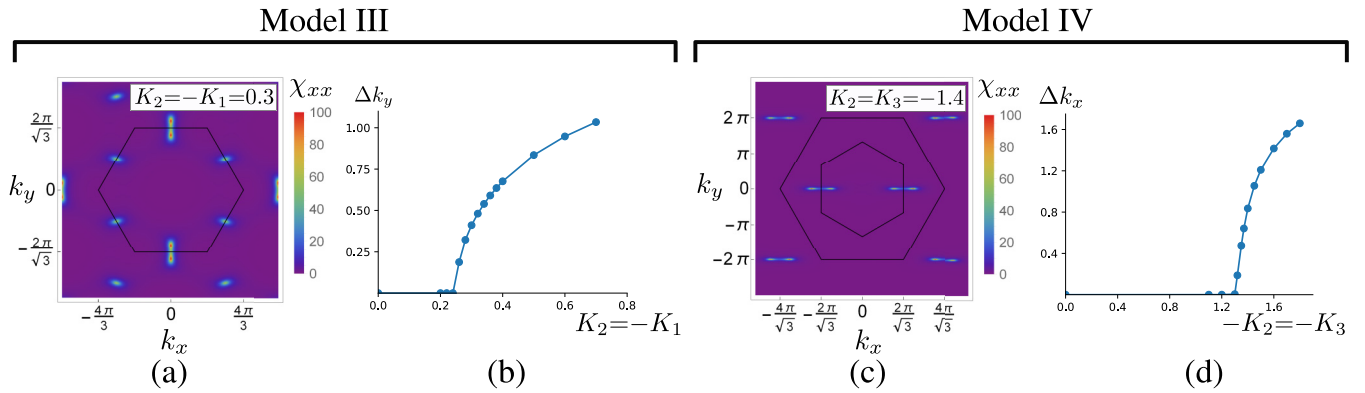 Model III
Model IV
K₂=−K₁=0.3
χₓₓ
100
80
60
40
20
0
2π/√3
0
−2π/√3
k_y
−4π/3
0
4π/3
kₓ
(a)
Δk_y
1.00
0.75
0.50
0.25
0.0
0.2
0.4
0.6
0.8
K₂=−K₁
(b)
K₂=K₃=−1.4
χₓₓ
100
80
60
40
20
0
2π
π
0
−π
−2π
k_y
−4π/√3
−2π/√3
0
2π/√3
4π/√3
kₓ
(c)
Δkₓ
1.6
1.2
0.8
0.4
0.0
0.4
0.8
1.2
1.6
−K₂=−K₃
(d)